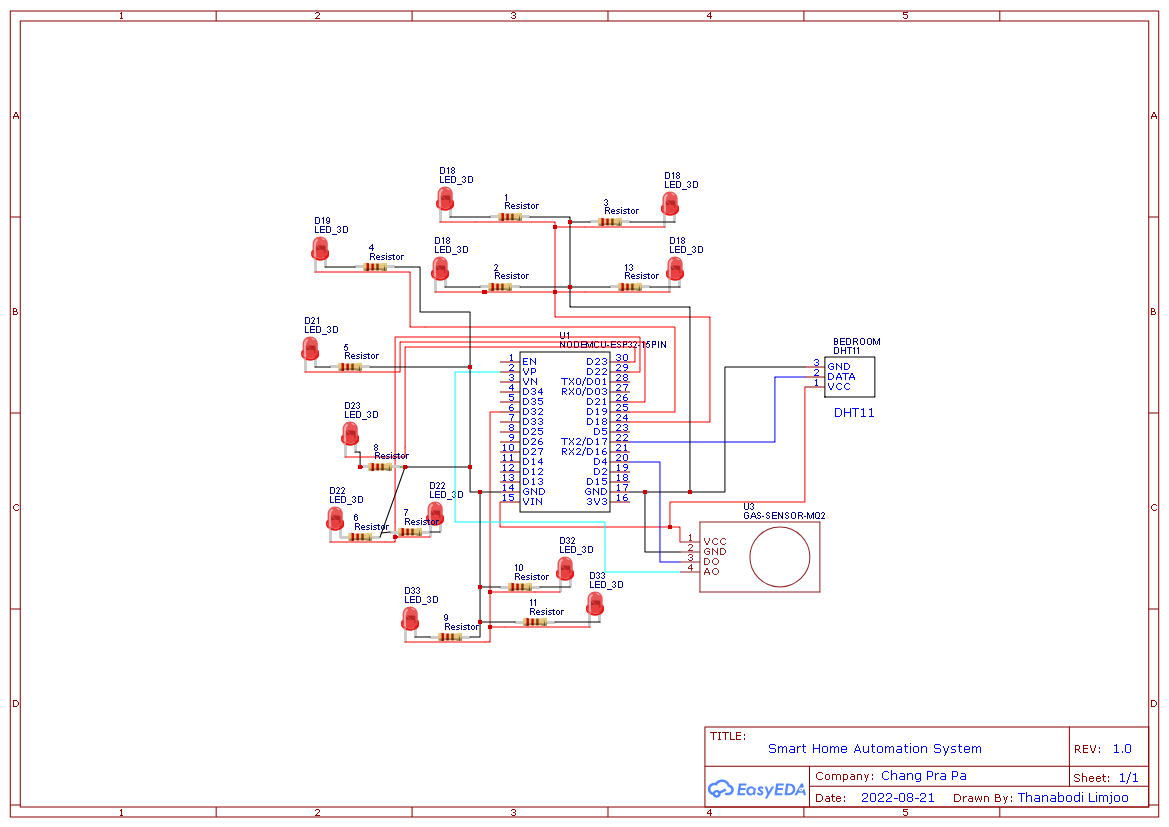 1 2 3 4 5
A A
B B
C C
D D
1 2 3 4 5
D18
LED_3D
1
Resistor
3
Resistor
D18
LED_3D
D19
LED_3D
4
Resistor
D18
LED_3D
2
Resistor
13
Resistor
D18
LED_3D
D21
LED_3D
5
Resistor
D23
LED_3D
8
Resistor
D22
LED_3D
6
Resistor
D22
LED_3D
7
Resistor
D32
LED_3D
10
Resistor
D33
LED_3D
11
Resistor
D33
LED_3D
9
Resistor
U1
NODEMCU-ESP32-15PIN
1 EN D23 30
2 VP D22 29
3 VN TX0/D01 28
4 D34 RX0/D03 27
5 D35 D21 26
6 D32 D19 25
7 D33 D18 24
8 D25 D5 23
9 D26 TX2/D17 22
10 D27 RX2/D16 21
11 D14 D4 20
12 D12 D2 19
13 D13 D15 18
14 GND GND 17
15 VIN 3V3 16
BEDROOM
DHT11
3 GND
2 DATA
1 VCC
DHT11
U3
GAS-SENSOR-MQ2
1 VCC
2 GND
3 DO
4 AO
TITLE:
Smart Home Automation System
REV: 1.0
EasyEDA
Company: Chang Pra Pa
Sheet: 1/1
Date: 2022-08-21 Drawn By: Thanabodi Limjoo